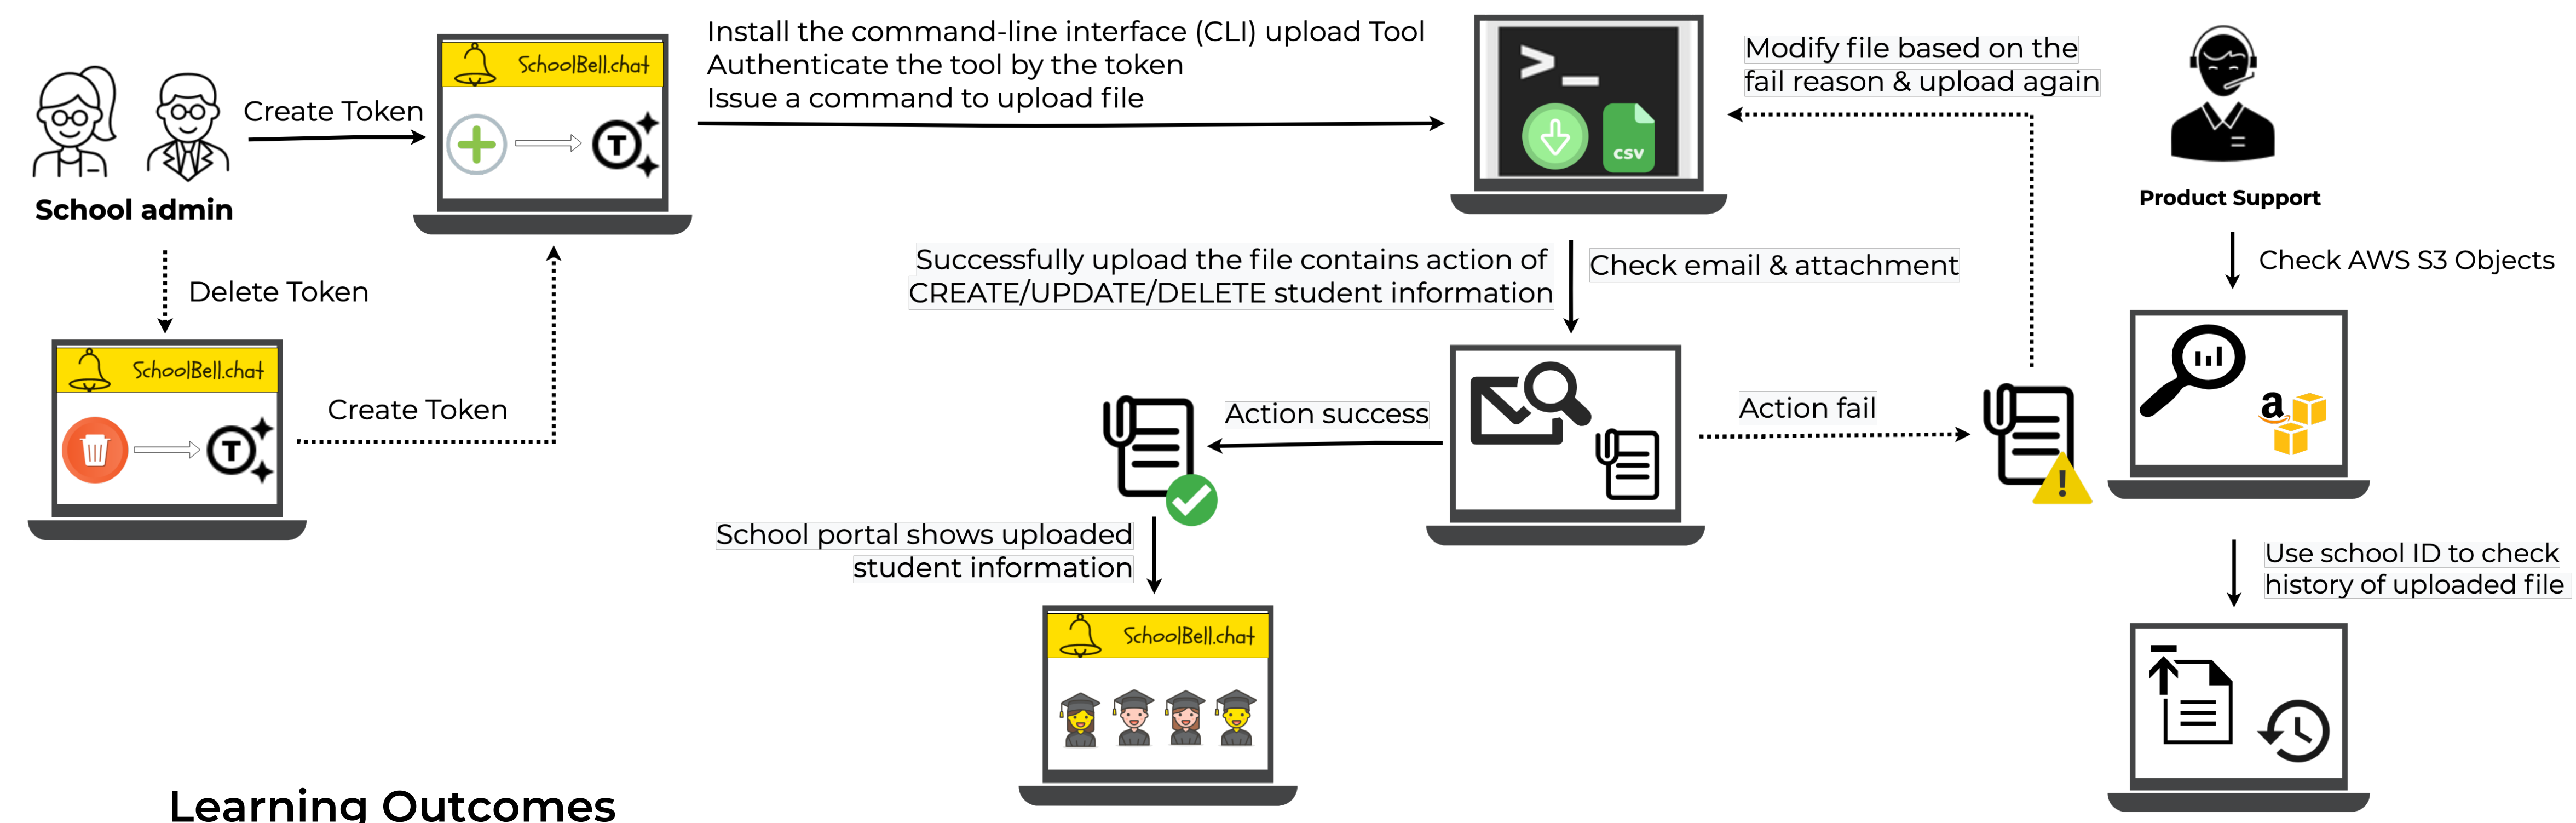 School admin
Create Token
SchoolBell.chat
T
Install the command-line interface (CLI) upload Tool
Authenticate the tool by the token
Issue a command to upload file
>_
CSV
Modify file based on the
fail reason & upload again
Product Support
Check AWS S3 Objects
Delete Token
SchoolBell.chat
T
Create Token
Successfully upload the file contains action of
CREATE/UPDATE/DELETE student information
Check email & attachment
Action success
Action fail
!
a
School portal shows uploaded
student information
SchoolBell.chat
Use school ID to check
history of uploaded file
Learning Outcomes